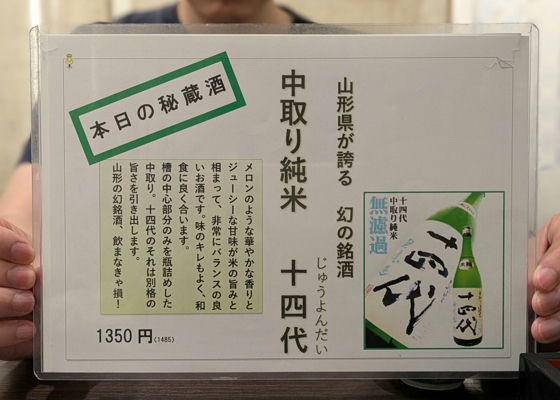 本日の秘蔵酒
山形県が誇る 幻の銘酒
中取り純米 十四代
じゅうよんだい
メロンのような華やかな香りと
ジューシーな甘味が米の旨みと
相まって、非常にバランスの良
いお酒です。味のキレもよく、和
食に良く合います。
槽の中心部分のみを瓶詰めした
中取り。十四代のそれは別格の
旨さを引き出します。
山形の幻銘酒、飲まなきゃ損！
1350円(1485)
十四代
中取り純米
無濾過
十四代
十四代